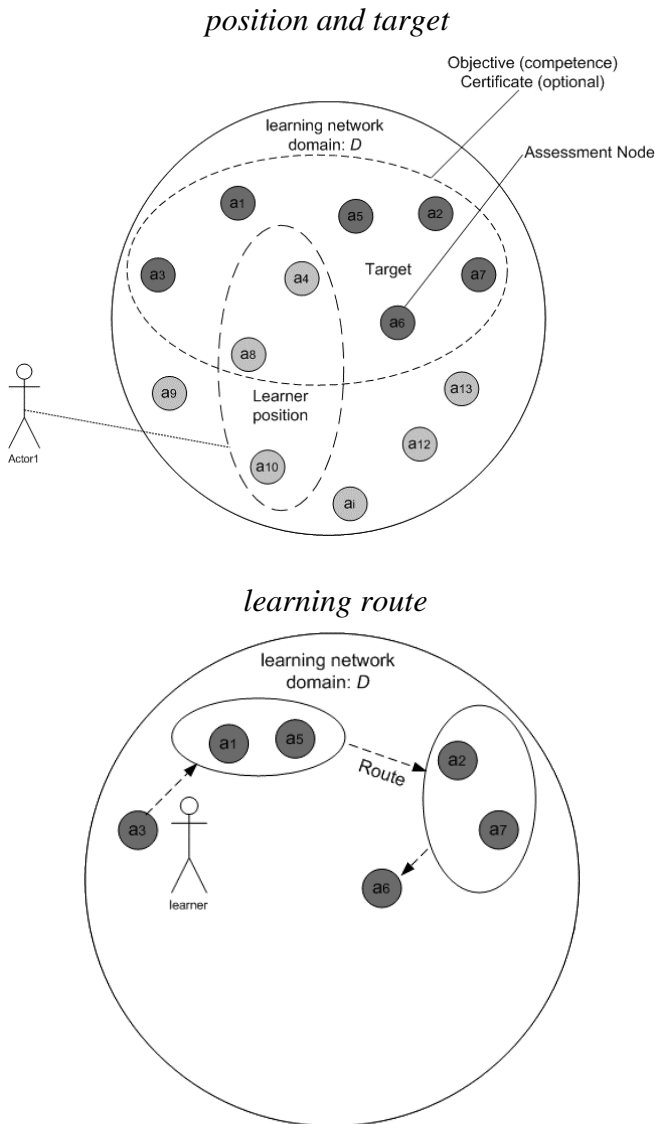 position and target
Objective (competence)
Certificate (optional)
learning network
domain: D
Assessment Node
a1
a5
a2
a3
a4
Target
a7
a6
a8
a9
Learner
position
a13
Actor1
a12
a10
ai
learning route
learning network
domain: D
a1
a5
a2
Route
a3
a7
a6
learner